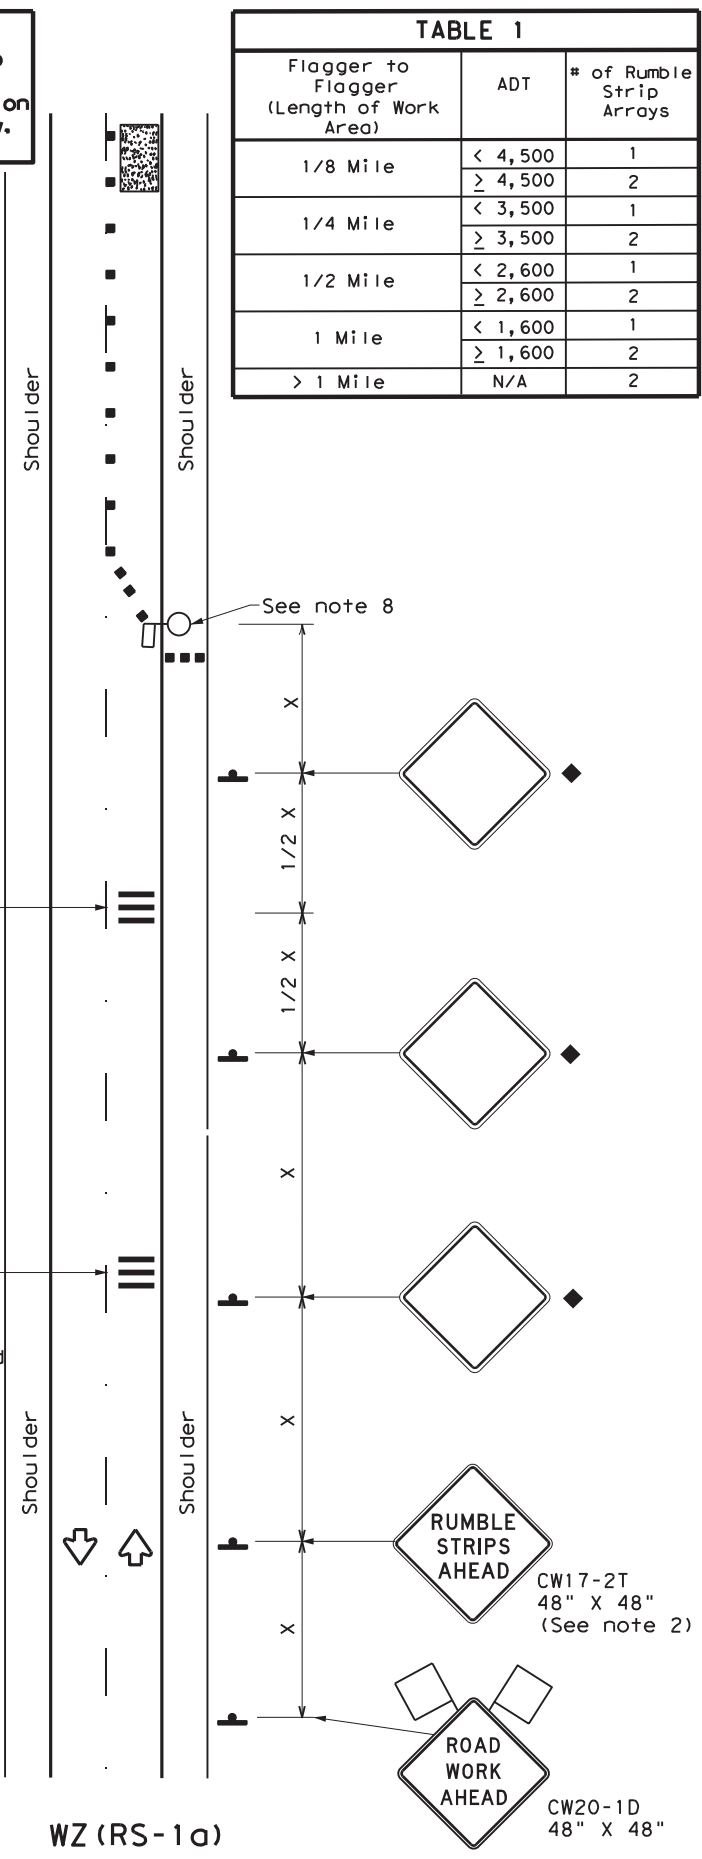 on
TABLE 1
Flagger to
Flagger
(Length of Work
Area)
ADT
# of Rumble
Strip
Arrays
1/8 Mile
< 4,500 1
≥ 4,500 2
1/4 Mile
< 3,500 1
≥ 3,500 2
1/2 Mile
< 2,600 1
≥ 2,600 2
1 Mile
< 1,600 1
≥ 1,600 2
> 1 Mile N/A 2
Shoulder
Shoulder
See note 8
X
1/2 X
1/2 X
X
X
Shoulder
Shoulder
RUMBLE
STRIPS
AHEAD
CW17-2T
48" X 48"
(See note 2)
X
ROAD
WORK
AHEAD
CW20-1D
48" X 48"
WZ(RS-1a)